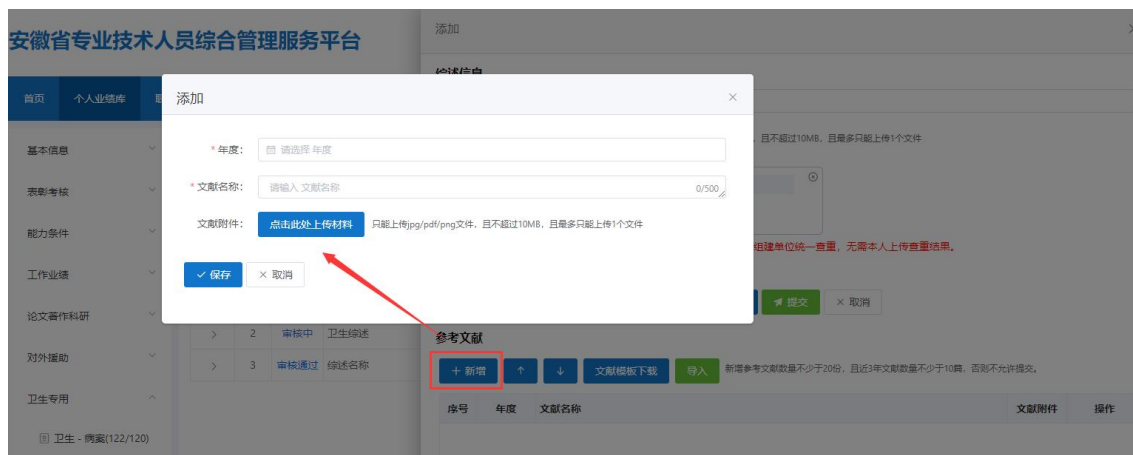 安徽省专业技术人员综合管理服务平台
添加
综述信息
首页 个人业绩库
添加
基本信息
* 年度: 请选择 年度
，且不超过10MB、且最多只能上传1个文件
表彰考核
* 文献名称: 请输入 文献名称 0/500
能力条件
文献附件: 点击此处上传材料 只能上传jpg/pdf/png文件、且不超过10MB，且最多只能上传1个文件
组建单位统一查重，无需本人上传查重结果。
工作业绩
保存 取消
提交 取消
论文著作科研
2 审核中 卫生综述
参考文献
对外援助
3 审核通过 综述名称
新增 ↑ ↓ 文献模板下载 导入 新增参考文献数量不少于20份，且近3年文献数量不少于10篇，否则不允许提交。
卫生专用
序号 年度 文献名称 文献附件 操作
卫生 - 病案(122/120)